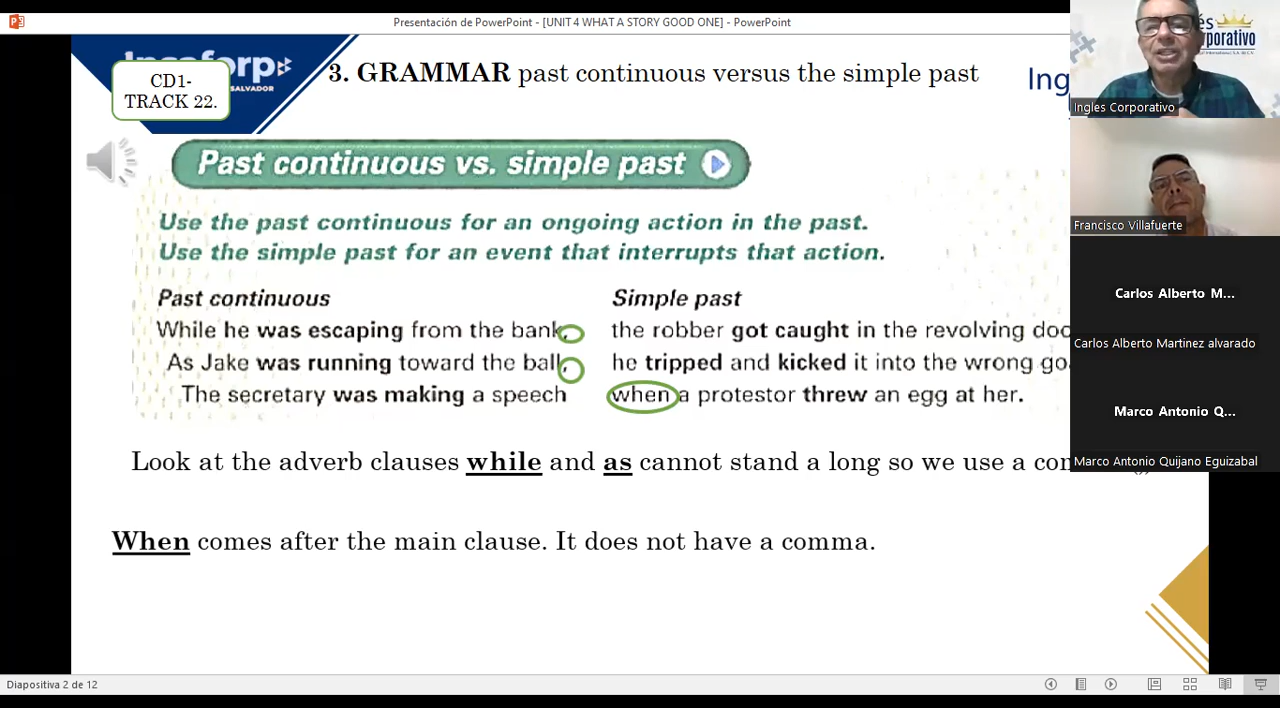 Presentación de PowerPoint - [UNIT 4 WHAT A STORY GOOD ONE] - PowerPoint
CD1-
TRACK 22.
SALVADOR
3. GRAMMAR past continuous versus the simple past
Past continuous vs. simple past
Use the past continuous for an ongoing action in the past.
Use the simple past for an event that interrupts that action.
Past continuous Simple past
While he was escaping from the bank, the robber got caught in the revolving
As Jake was running toward the ball, he tripped and kicked it into the wrong
The secretary was making a speech when a protestor threw an egg at her.
Look at the adverb clauses while and as cannot stand a long so we use a
When comes after the main clause. It does not have a comma.
Ingles Corporativo
Francisco Villafuerte
Carlos Alberto M...
Carlos Alberto Martinez alvarado
Marco Antonio Q...
Marco Antonio Quijano Eguizabal
Diapositiva 2 de 12